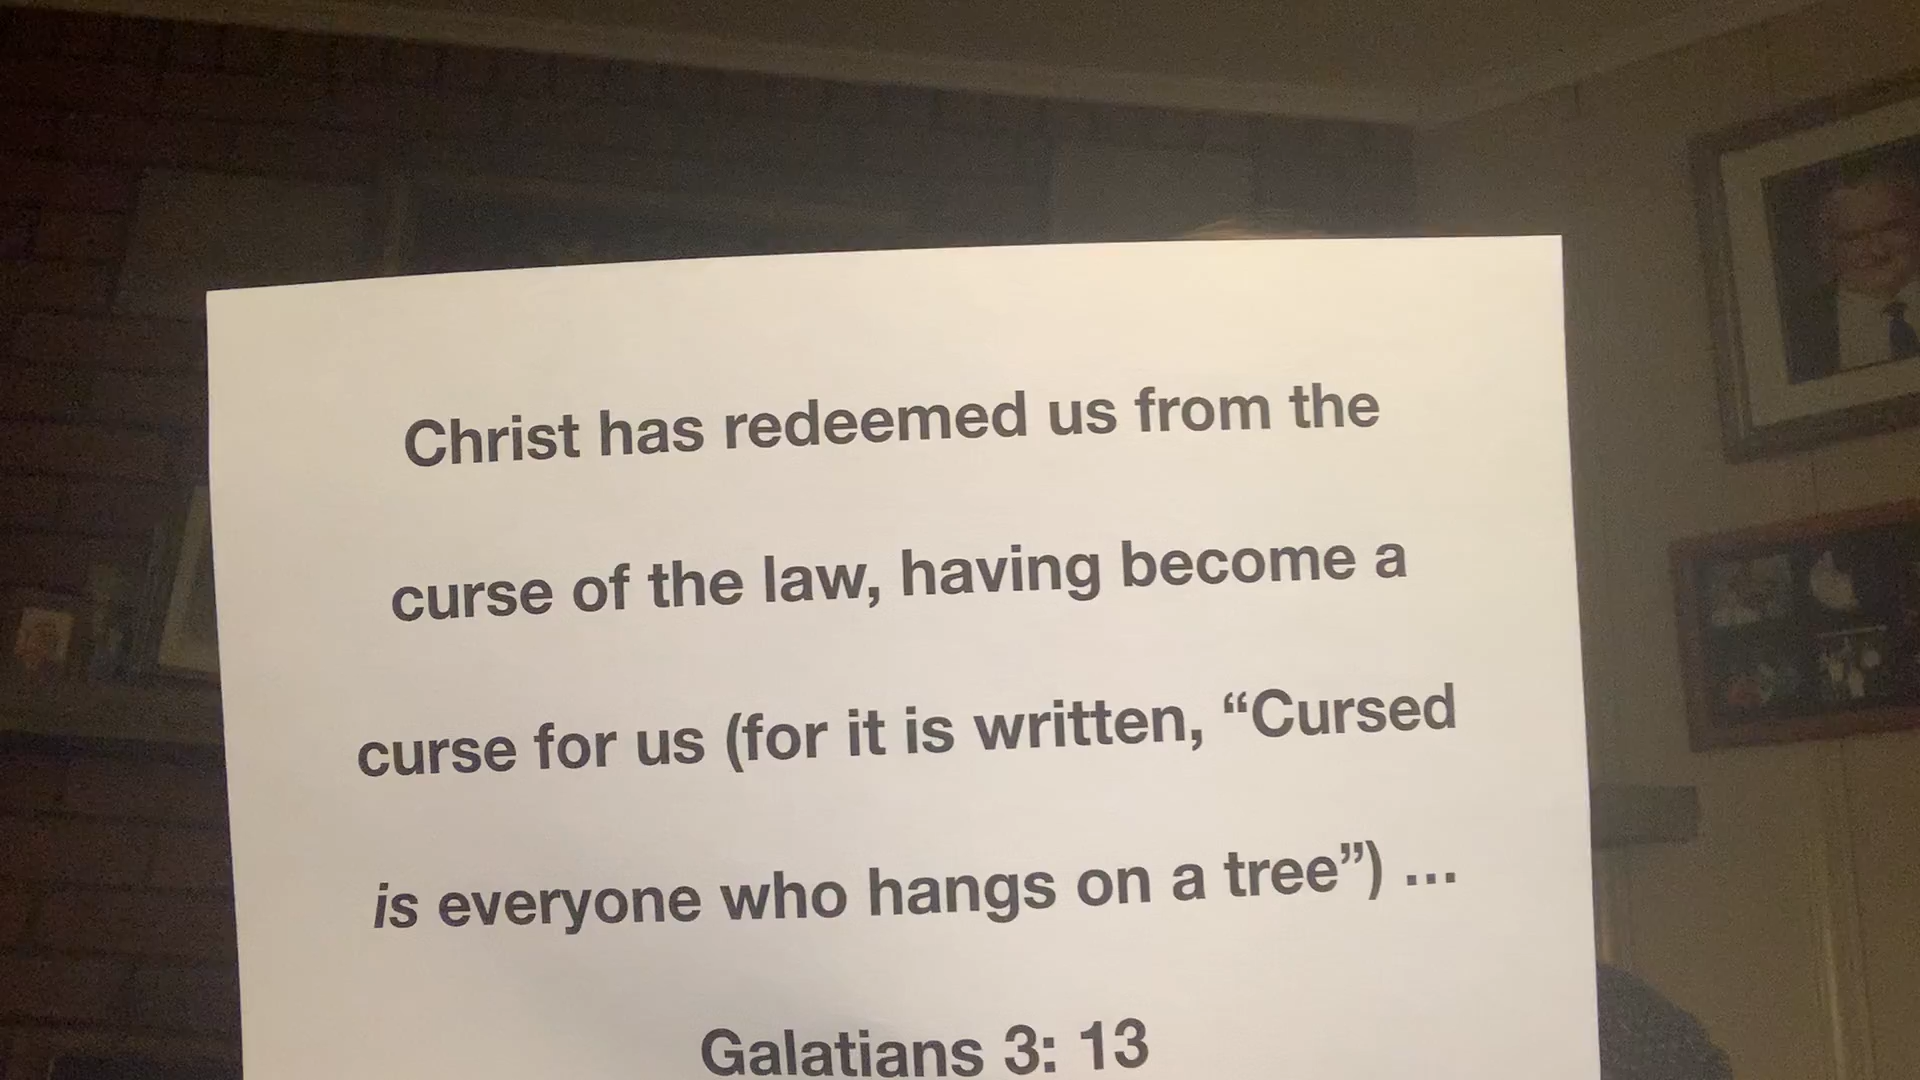 Christ has redeemed us from the
curse of the law, having become a
curse for us (for it is written, “Cursed
is everyone who hangs on a tree”) ...
Galatians 3: 13